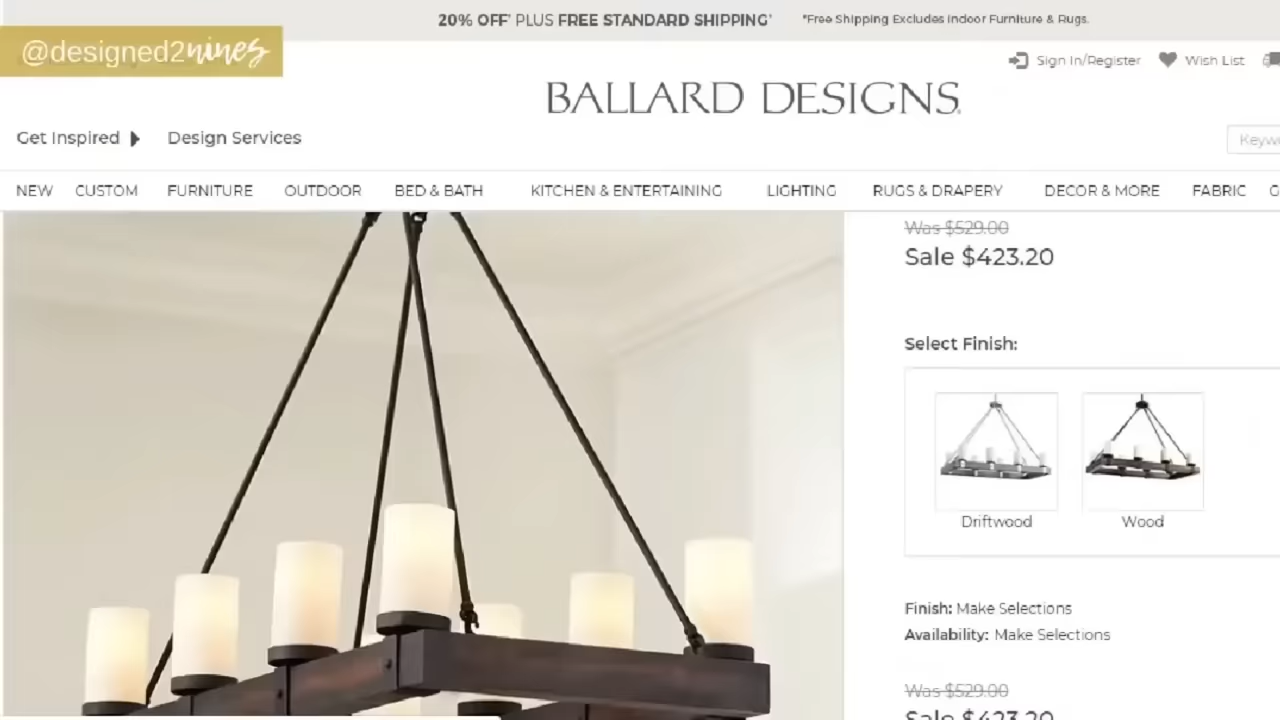 20% OFF* PLUS FREE STANDARD SHIPPING*
*Free Shipping Excludes Indoor Furniture & Rugs.
@designed2nines
Sign In/Register
Wish List
BALLARD DESIGNS
Get Inspired
Design Services
NEW CUSTOM FURNITURE OUTDOOR BED & BATH KITCHEN & ENTERTAINING LIGHTING RUGS & DRAPERY DECOR & MORE FABRIC
Was $529.00
Sale $423.20
Select Finish:
Driftwood
Wood
Finish: Make Selections
Availability: Make Selections
Was $529.00
Sale $423.20